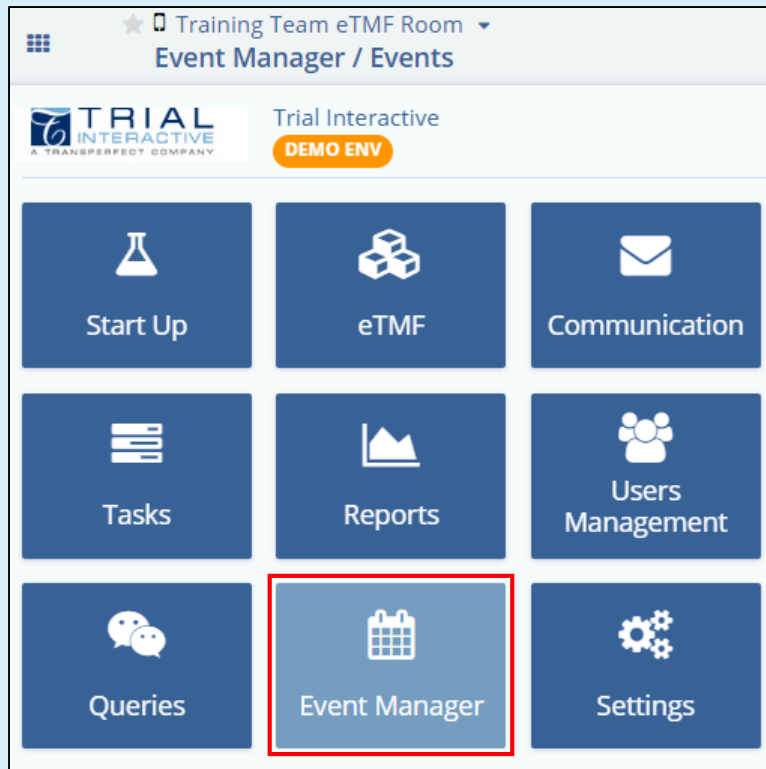 Training Team eTMF Room
Event Manager / Events
TRIAL
INTERACTIVE
A TRANSPERFECT COMPANY
Trial Interactive
DEMO ENV
Start Up
eTMF
Communication
Tasks
Reports
Users
Management
Queries
Event Manager
Settings